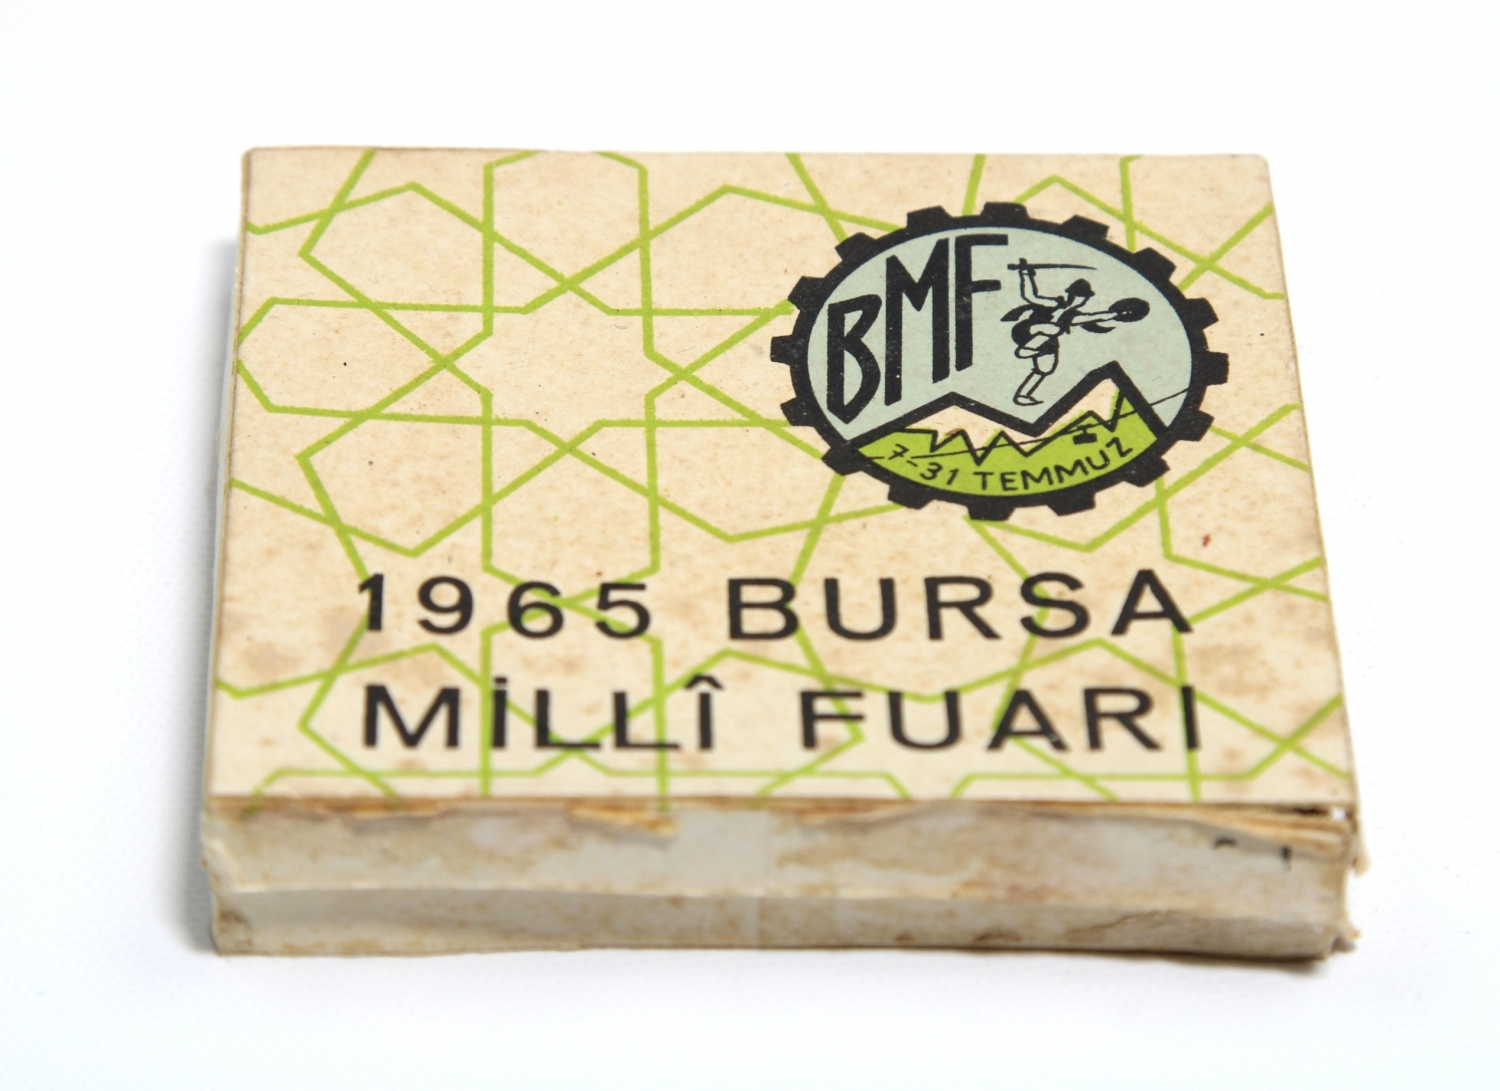 BMF
7-31 TEMMUZ
1965 BURSA
MİLLÎ FUARI